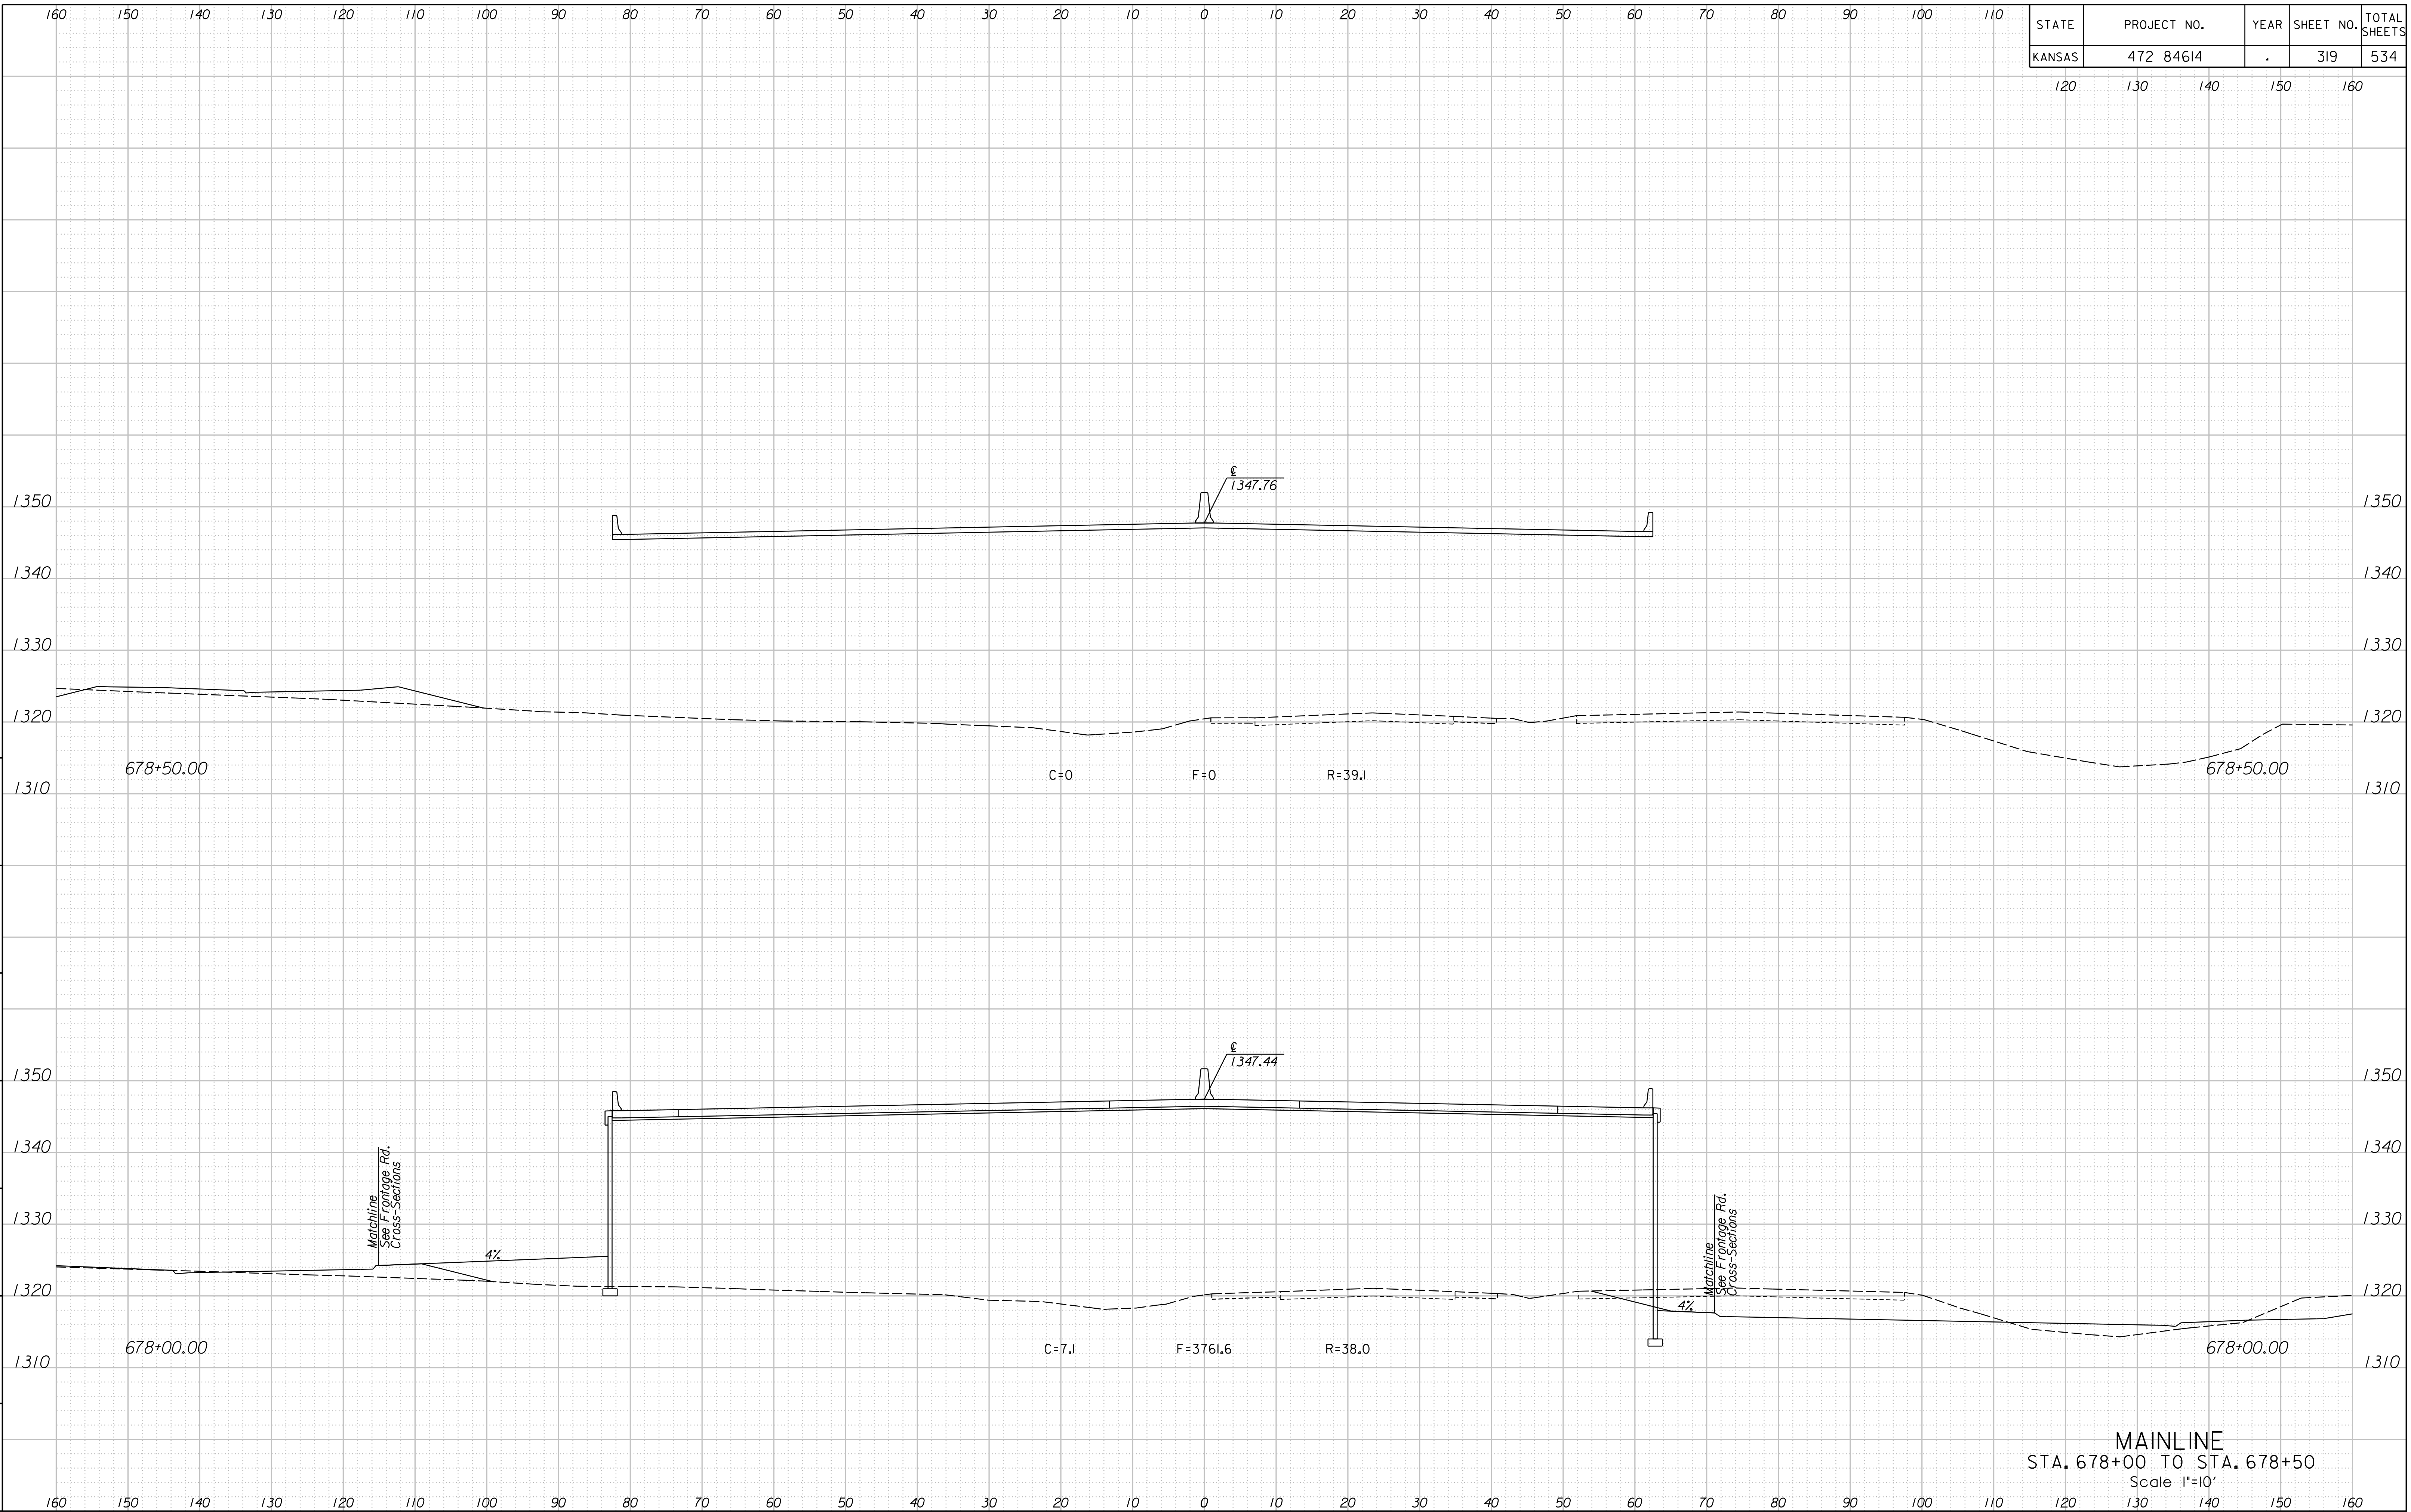 160 150 140 130 120 110 100 90 80 70 60 50 40 30 20 10 0 10 20 30 40 50 60 70 80 90 100 110
STATE PROJECT NO. YEAR SHEET NO. TOTAL SHEETS
KANSAS 472 84614 . 319 534
120 130 140 150 160
℄
1347.76
1350 1350
1340 1340
1330 1330
1320 1320
678+50.00 C=0 F=0 R=39.1 678+50.00
1310 1310
℄
1347.44
1350 1350
1340 1340
Matchline
See Frontage Rd.
Cross-Sections
1330 1330
4%
Matchline
See Frontage Rd.
Cross-Sections
1320 1320
4%
678+00.00 C=7.1 F=3761.6 R=38.0 678+00.00
1310 1310
MAINLINE
STA. 678+00 TO STA. 678+50
Scale 1"=10'
160 150 140 130 120 110 100 90 80 70 60 50 40 30 20 10 0 10 20 30 40 50 60 70 80 90 100 110 120 130 140 150 160